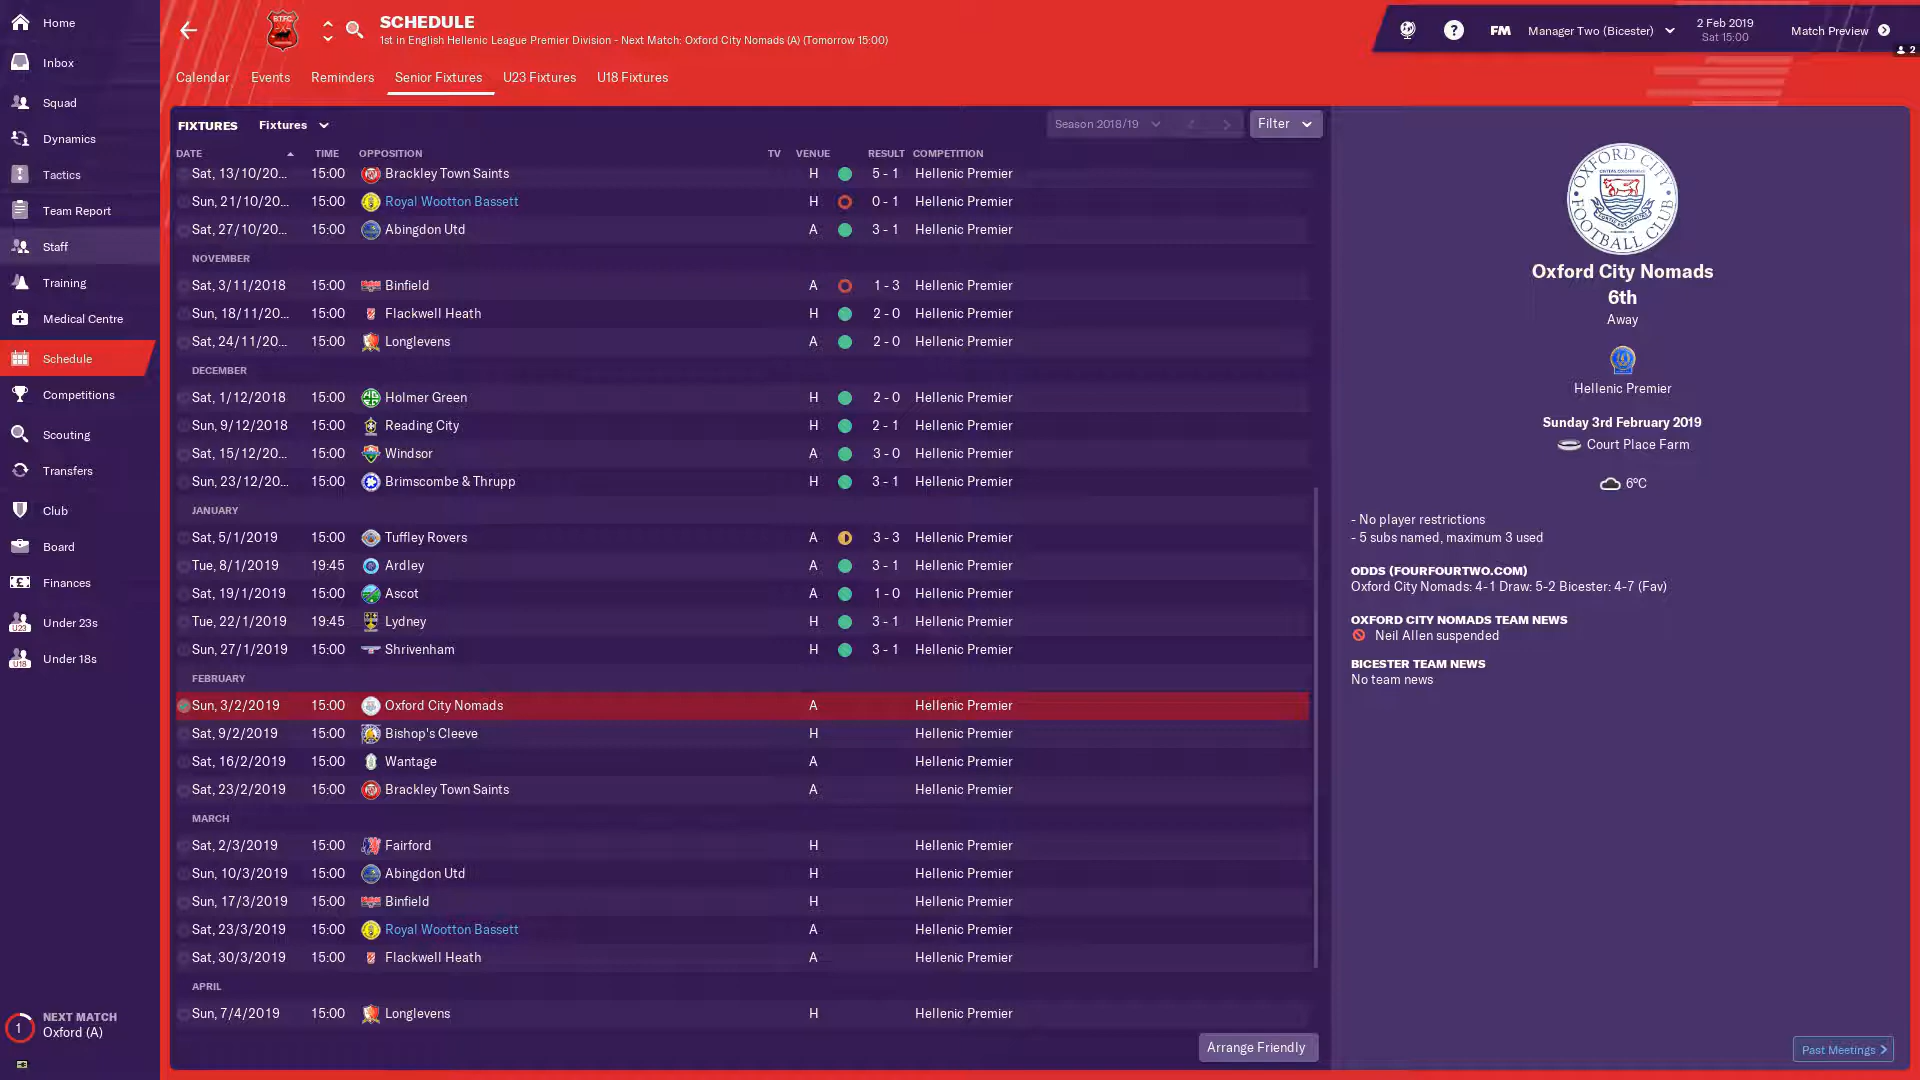 Home
Inbox
Squad
Dynamics
Tactics
Team Report
Staff
Training
Medical Centre
Schedule
Competitions
Scouting
Transfers
Club
Board
Finances
U23 Under 23s
U18 Under 18s
1 NEXT MATCH
Oxford (A)
B.T.F.C.
SCHEDULE
1st in English Hellenic League Premier Division - Next Match: Oxford City Nomads (A) (Tomorrow 15:00)
? FM Manager Two (Bicester) 2 Feb 2019 Match Preview
Sat 15:00
2
Calendar Events Reminders Senior Fixtures U23 Fixtures U18 Fixtures
FIXTURES Fixtures Season 2018/19 Filter
DATE TIME OPPOSITION TV VENUE RESULT COMPETITION
Sat, 13/10/20... 15:00 Brackley Town Saints H 5 - 1 Hellenic Premier
Sun, 21/10/20... 15:00 Royal Wootton Bassett H 0 - 1 Hellenic Premier
Sat, 27/10/20... 15:00 Abingdon Utd A 3 - 1 Hellenic Premier
NOVEMBER
Sat, 3/11/2018 15:00 Binfield A 1 - 3 Hellenic Premier
Sun, 18/11/20... 15:00 Flackwell Heath H 2 - 0 Hellenic Premier
Sat, 24/11/20... 15:00 Longlevens A 2 - 0 Hellenic Premier
DECEMBER
Sat, 1/12/2018 15:00 Holmer Green H 2 - 0 Hellenic Premier
Sun, 9/12/2018 15:00 Reading City H 2 - 1 Hellenic Premier
Sat, 15/12/20... 15:00 Windsor A 3 - 0 Hellenic Premier
Sun, 23/12/20... 15:00 Brimscombe & Thrupp H 3 - 1 Hellenic Premier
JANUARY
Sat, 5/1/2019 15:00 Tuffley Rovers A 3 - 3 Hellenic Premier
Tue, 8/1/2019 19:45 Ardley A 3 - 1 Hellenic Premier
Sat, 19/1/2019 15:00 Ascot A 1 - 0 Hellenic Premier
Tue, 22/1/2019 19:45 Lydney H 3 - 1 Hellenic Premier
Sun, 27/1/2019 15:00 Shrivenham H 3 - 1 Hellenic Premier
FEBRUARY
Sun, 3/2/2019 15:00 Oxford City Nomads A Hellenic Premier
Sat, 9/2/2019 15:00 Bishop's Cleeve H Hellenic Premier
Sat, 16/2/2019 15:00 Wantage A Hellenic Premier
Sat, 23/2/2019 15:00 Brackley Town Saints A Hellenic Premier
MARCH
Sat, 2/3/2019 15:00 Fairford H Hellenic Premier
Sun, 10/3/2019 15:00 Abingdon Utd H Hellenic Premier
Sun, 17/3/2019 15:00 Binfield H Hellenic Premier
Sat, 23/3/2019 15:00 Royal Wootton Bassett A Hellenic Premier
Sat, 30/3/2019 15:00 Flackwell Heath A Hellenic Premier
APRIL
Sun, 7/4/2019 15:00 Longlevens H Hellenic Premier
Arrange Friendly
OXFORD CITY
FOOTBALL CLUB
Oxford City Nomads
6th
Away
Hellenic Premier
Sunday 3rd February 2019
Court Place Farm
6ºC
- No player restrictions
- 5 subs named, maximum 3 used
ODDS (FOURFOURTWO.COM)
Oxford City Nomads: 4-1 Draw: 5-2 Bicester: 4-7 (Fav)
OXFORD CITY NOMADS TEAM NEWS
Neil Allen suspended
BICESTER TEAM NEWS
No team news
Past Meetings